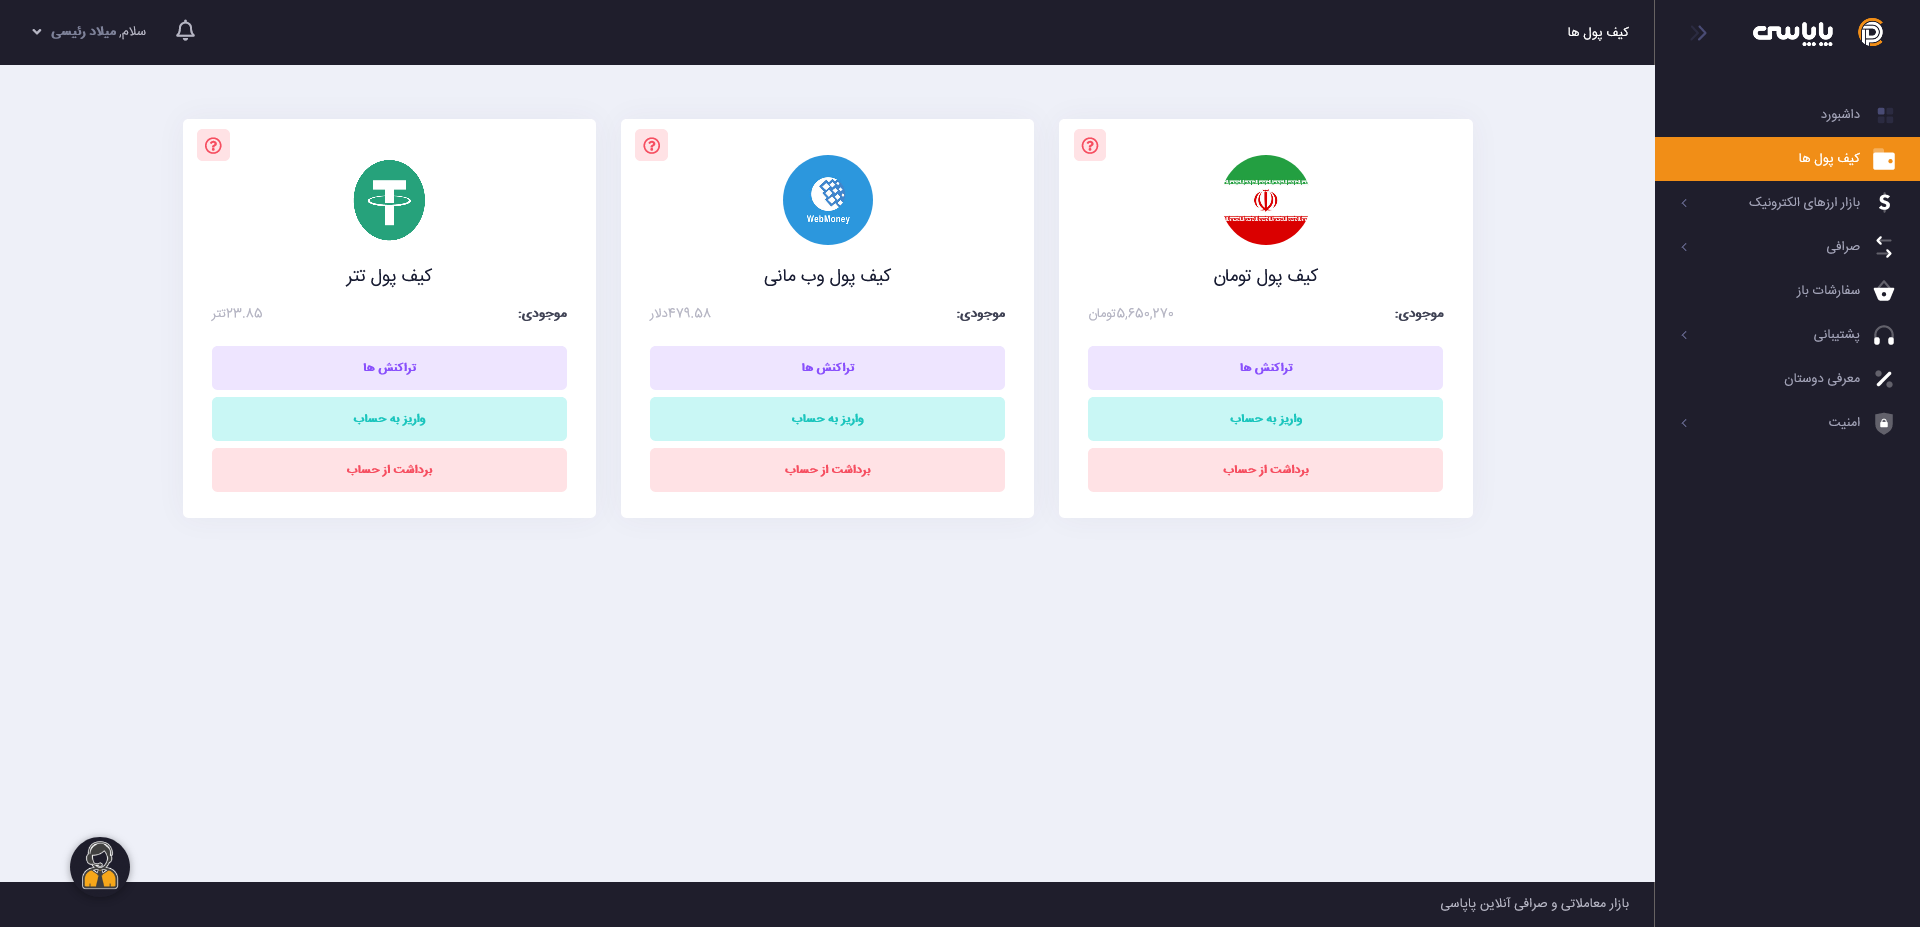 پاپاسی
کیف پول ها
سلام, میلاد رئیسی
داشبورد
کیف پول ها
بازار ارزهای الکترونیک
صرافی
سفارشات باز
پشتیبانی
معرفی دوستان
امنیت
کیف پول تومان
موجودی: ۵,۶۵۰,۲۷۰تومان
تراکنش ها
واریز به حساب
برداشت از حساب
WebMoney
کیف پول وب مانی
موجودی: ۴۷۹.۵۸دلار
تراکنش ها
واریز به حساب
برداشت از حساب
کیف پول تتر
موجودی: ۲۳.۸۵تتر
تراکنش ها
واریز به حساب
برداشت از حساب
بازار معاملاتی و صرافی آنلاین پاپاسی